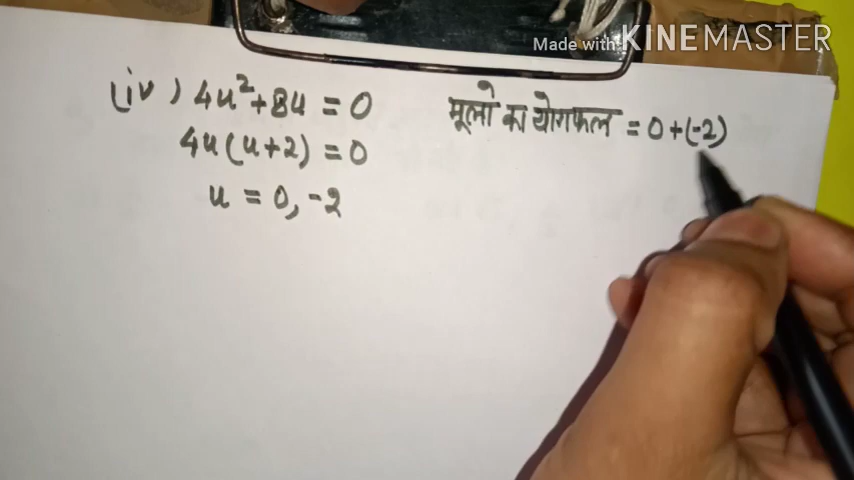 Made with KINEMASTER
(iv) 4u²+8u = 0
4u(u+2) = 0
u = 0, -2
मूलो का योगफल = 0+(-2)